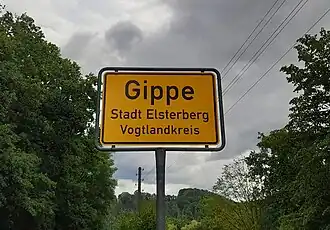 Gippe
Stadt Elsterberg
Vogtlandkreis